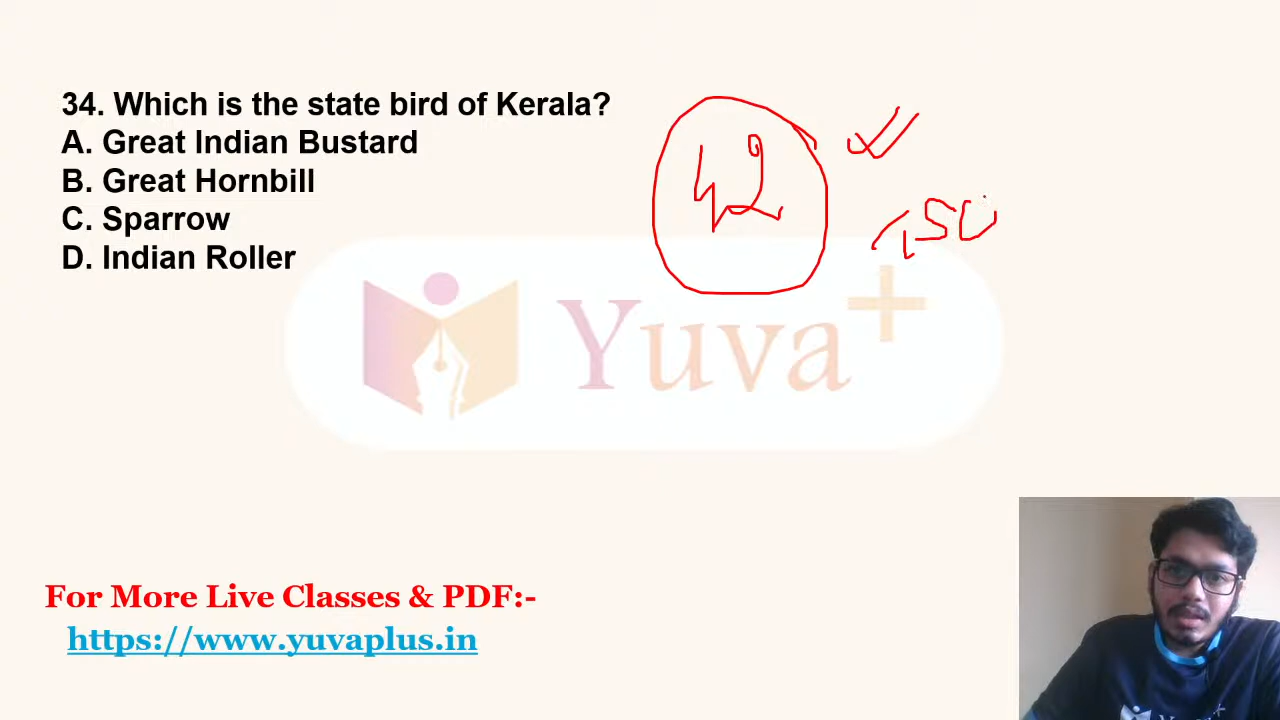 34. Which is the state bird of Kerala?
A. Great Indian Bustard
B. Great Hornbill
C. Sparrow
D. Indian Roller
42
Yuva+
For More Live Classes & PDF:-
https://www.yuvaplus.in